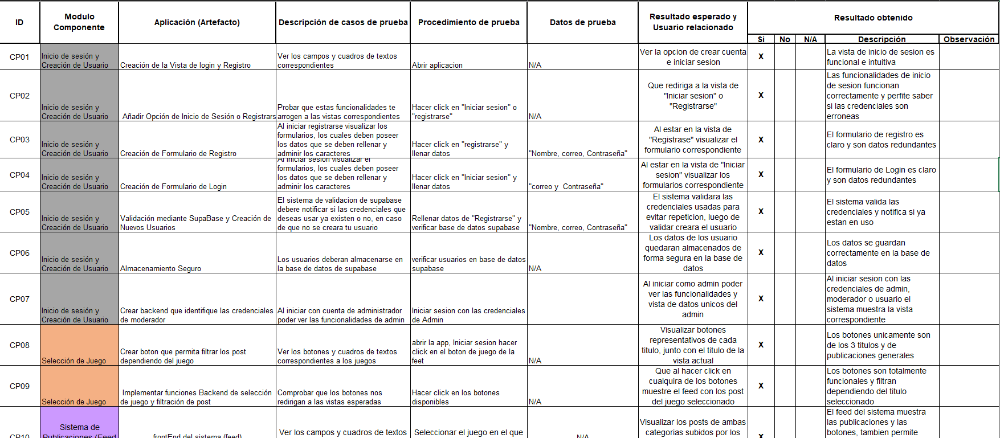 ID
Modulo
Componente
Aplicación (Artefacto)
Descripción de casos de prueba
Procedimiento de prueba
Datos de prueba
Resultado esperado y
Usuario relacionado
Resultado obtenido
Si
No
N/A
Descripción
Observación
CP01
Inicio de sesión y
Creación de Usuario
Creación de la Vista de login y Registro
Ver los campos y cuadros de textos
correspondientes
Abrir aplicacion
N/A
Ver la opcion de crear cuenta
e iniciar sesion
X
La vista de inicio de sesion es
funcional e intuitiva
CP02
Inicio de sesión y
Creación de Usuario
Añadir Opción de Inicio de Sesión o Registrars
Probar que estas funcionalidades te
arrogen a las vistas correspondientes
Hacer click en "Iniciar sesion" o
"registrarse"
N/A
Que rediriga a la vista de
"Iniciar sesion" o
"Registrarse"
X
Las funcionalidades de inicio
de sesion funcionan
correctamente y perfite saber
si las credenciales son
erroneas
CP03
Inicio de sesión y
Creación de Usuario
Creación de Formulario de Registro
Al iniciar registrarse visualizar los
formularios, los cuales deben poseer
los datos que se deben rellenar y
adminir los caracteres
Hacer click en "registrarse" y
llenar datos
"Nombre, correo, Contraseña"
Al estar en la vista de
"Registrase" visualizar el
formulario correspondiente
X
El formulario de registro es
claro y son datos redundantes
CP04
Inicio de sesión y
Creación de Usuario
Creación de Formulario de Login
Al iniciar sesion visualizar el
formularios, los cuales deben poseer
los datos que se deben rellenar y
adminir los caracteres
Hacer click en "Iniciar sesion" y
llenar datos
"correo y  Contraseña"
Al estar en la vista de "Iniciar
sesion" visualizar los
formularios correspondiente
X
El formulario de Login es claro
y son datos redundantes
CP05
Inicio de sesión y
Creación de Usuario
Validación mediante SupaBase y Creación de
Nuevos Usuarios
El sistema de validacion de supabase
debere notificar si las credenciales que
deseas usar ya existen o no, en caso
de que no se creara tu usuario
Rellenar datos de "Registrarse" y
verificar base de datos supabase
"Nombre, correo, Contraseña"
El sistema validara las
credenciales usadas para
evitar repeticion, luego de
validar creara el usuario
X
El sistema valida las
credenciales y notifica si ya
estan en uso
CP06
Inicio de sesión y
Creación de Usuario
Almacenamiento Seguro
Los usuarios deberan almacenarse en
la base de datos de supabase
verificar usuarios en base de datos
supabase
N/A
Los datos de los usuario
quedaran almacenados de
forma segura en la base de
datos
X
Los datos se guardan
correctamente en la base de
datos
CP07
Inicio de sesión y
Creación de Usuario
Crear backend que identifique las credenciales
de moderador
Al iniciar con cuenta de administrador
poder ver las funcionalidades de admin
Iniciar sesion con las credenciales
de Admin
Al iniciar como admin poder
ver las funcionalidades y
vista de datos unicos del
admin
X
Al iniciar sesion con las
credenciales de admin,
moderador o usuario el
sistema muestra la vista
correspondiente
CP08
Selección de Juego
Crear boton que permita filtrar los post
dependiendo del juego
Ver los botones y cuadros de textos
correspondientes a los juegos
abrir la app, Iniciar sesion hacer
click en el boton de juego de la
feet
N/A
Visualizar botones
representativos de cada
titulo, junto con el titulo de la
vista actual
X
Los botones unicamente son
de los 3 titulos y de
publicaciones generales
CP09
Selección de Juego
Implementar funciones Backend de selección
de juego y filtración de post
Comprobar que los botones nos
redirigan a las vistas esperadas
Hacer click en los botones
disponibles
N/A
Que al hacer click en
cualquira de los botones
muestre el feed con los post
del juego seleccionado
X
Los botones son totalmente
funcionales y filtran
dependiendo del titulo
seleccionado
CP10
Sistema de
Publicaciones (Feed
frontEnd del sistema (feed)
Ver los campos y cuadros de textos
Seleccionar el juego en el que
N/A
Visualizar los posts de ambas
categorias subidos por los
X
El feed del sistema muestra
las publicaciones y las
botones, tambien permite